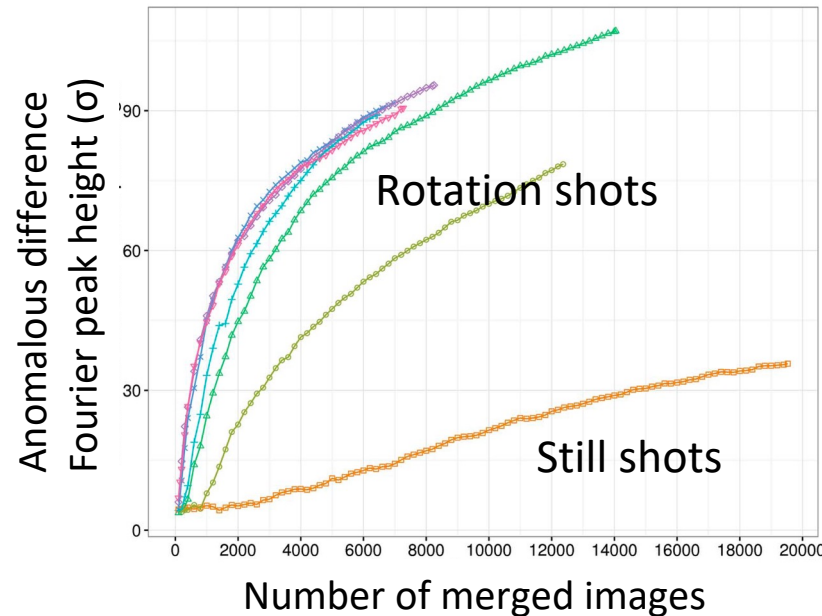 Anomalous difference
Fourier peak height (σ)
90
60
30
0
Rotation shots
Still shots
0 2000 4000 6000 8000 10000 12000 14000 16000 18000 20000
Number of merged images